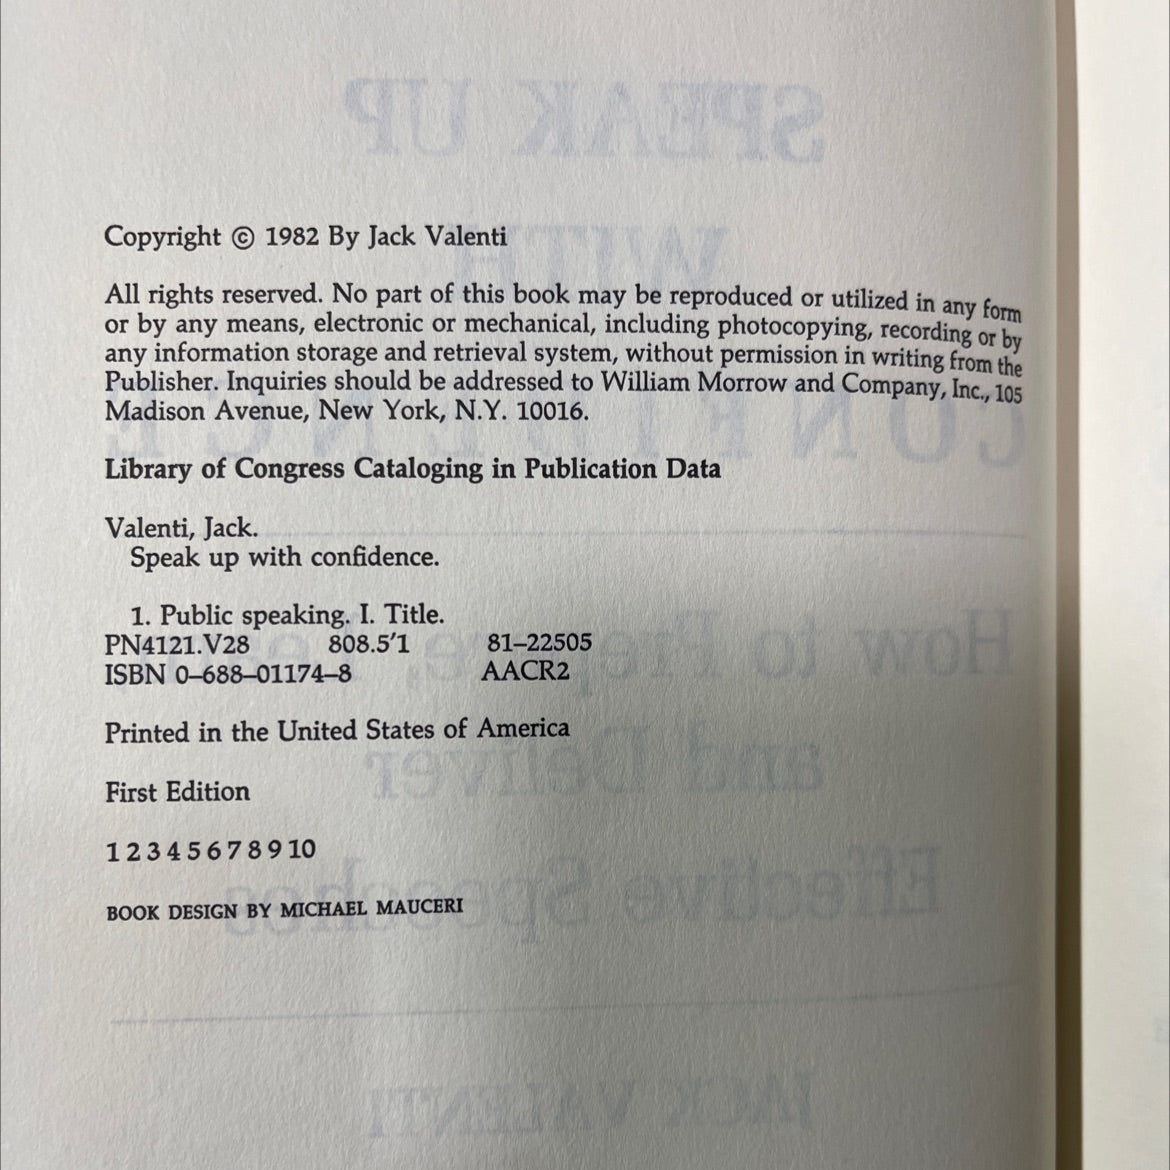 Copyright © 1982 By Jack Valenti
All rights reserved. No part of this book may be reproduced or utilized in any form
or by any means, electronic or mechanical, including photocopying, recording or by
any information storage and retrieval system, without permission in writing from the
Publisher. Inquiries should be addressed to William Morrow and Company, Inc., 105
Madison Avenue, New York, N.Y. 10016.
Library of Congress Cataloging in Publication Data
Valenti, Jack.
Speak up with confidence.
1. Public speaking. I. Title.
PN4121.V28 808.5′1 81–22505
ISBN 0–688–01174–8 AACR2
Printed in the United States of America
First Edition
1 2 3 4 5 6 7 8 9 10
BOOK DESIGN BY MICHAEL MAUCERI